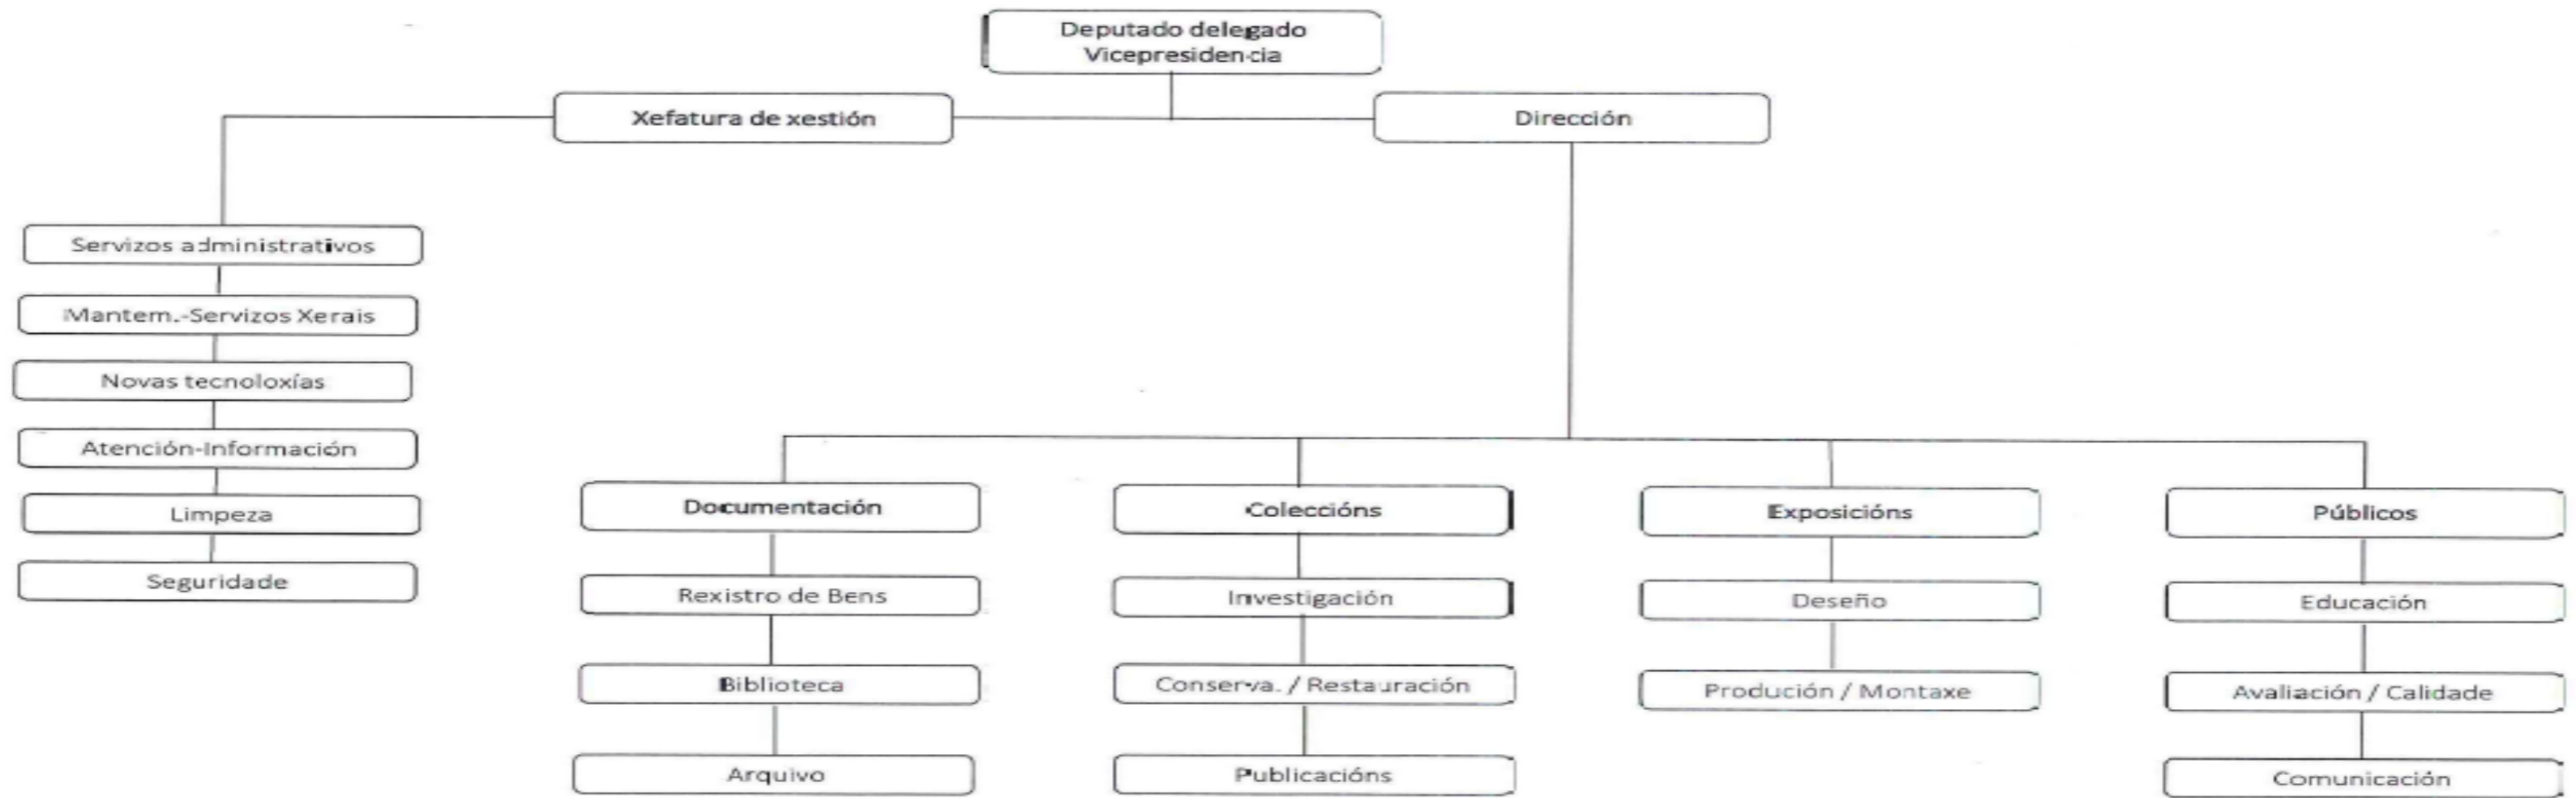 Deputado delegado
Vicepresidencia
Xefatura de xestión
Dirección
Servizos administrativos
Mantem.-Servizos Xerais
Novas tecnoloxías
Atención-Información
Limpeza
Seguridade
Documentación
Rexistro de Bens
Biblioteca
Arquivo
Coleccións
Investigación
Conserva. / Restauración
Publicacións
Exposicións
Deseño
Produción / Montaxe
Públicos
Educación
Avaliación / Calidade
Comunicación